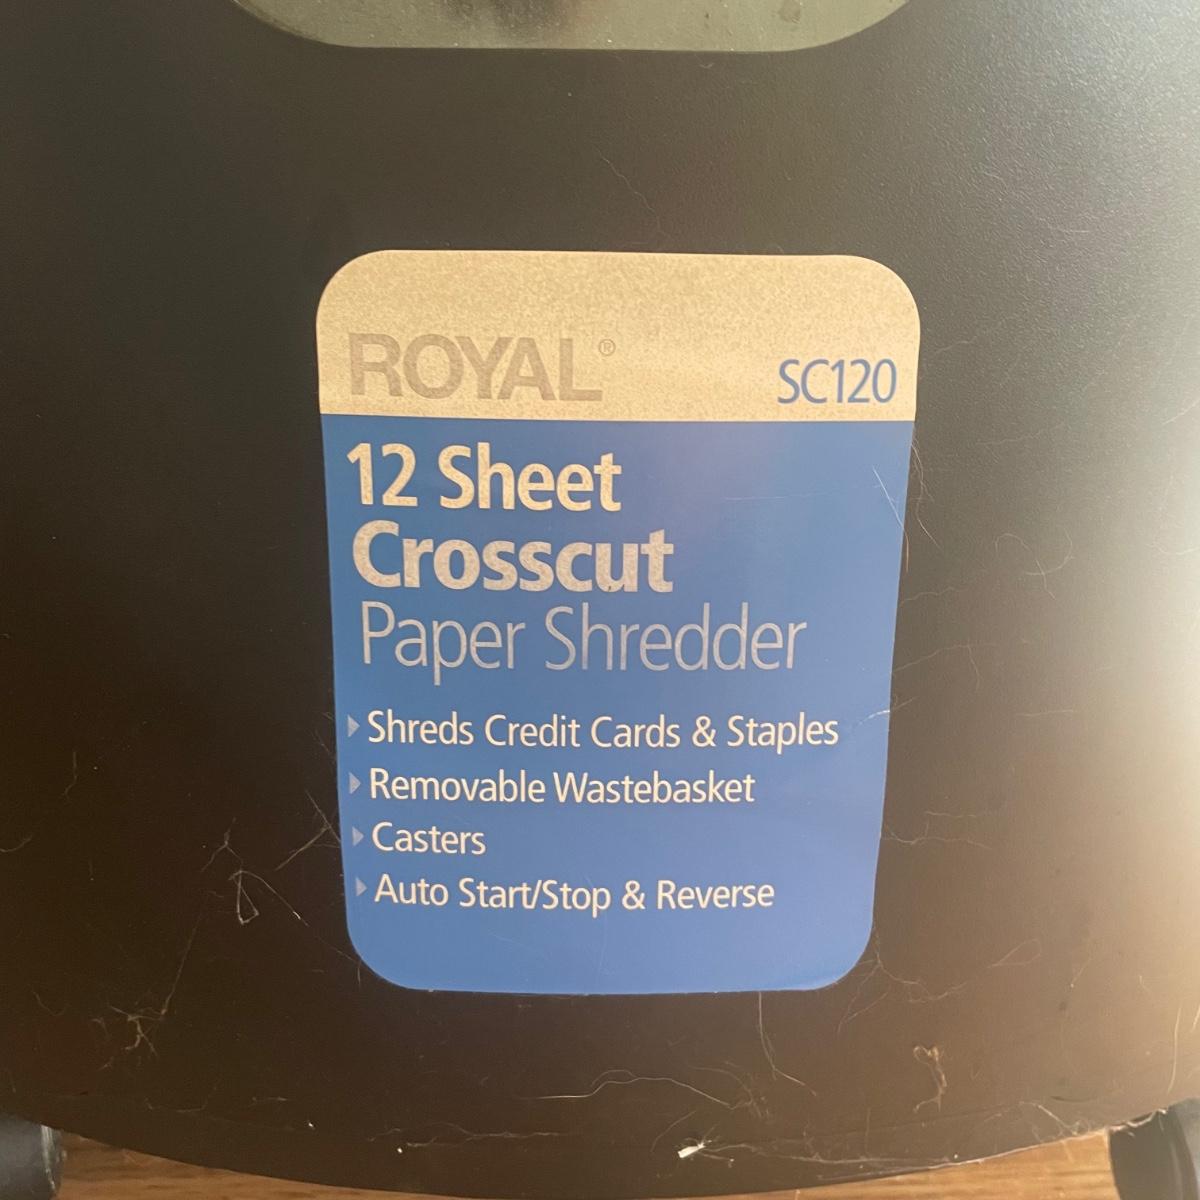 ROYAL®
SC120
12 Sheet
Crosscut
Paper Shredder
Shreds Credit Cards & Staples
Removable Wastebasket
Casters
Auto Start/Stop & Reverse